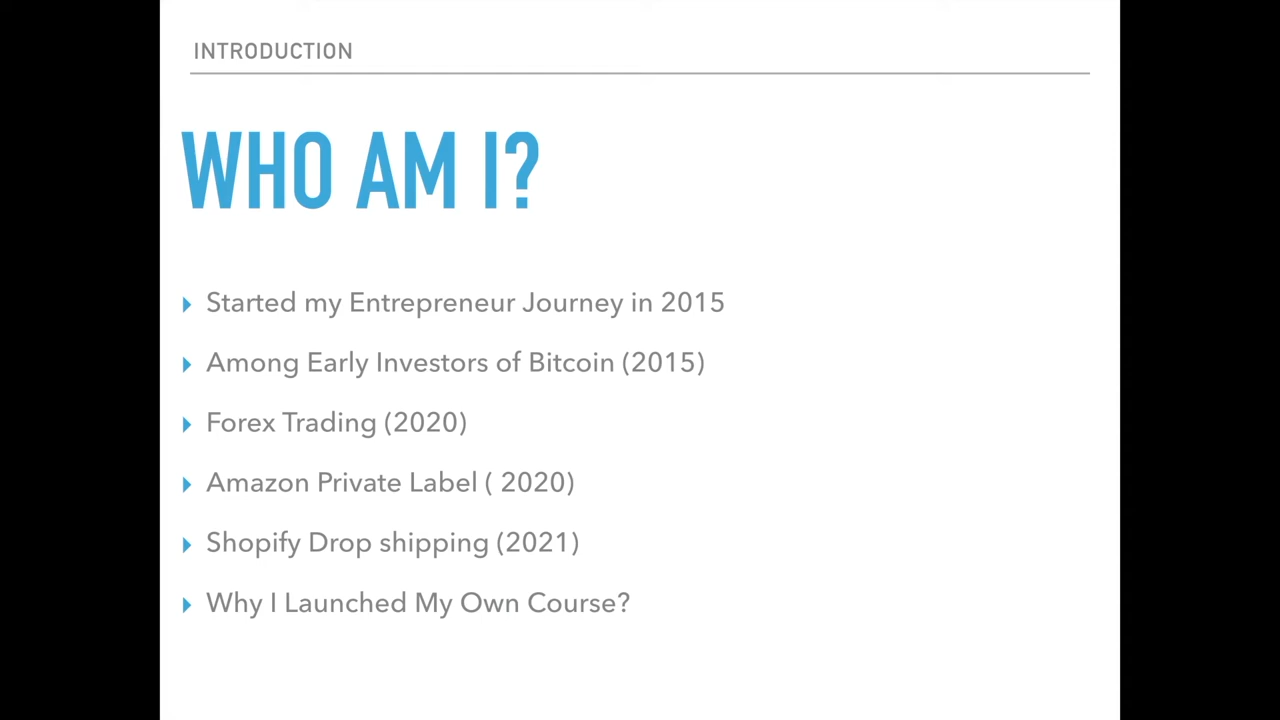 INTRODUCTION
WHO AM I?
Started my Entrepreneur Journey in 2015
Among Early Investors of Bitcoin (2015)
Forex Trading (2020)
Amazon Private Label ( 2020)
Shopify Drop shipping (2021)
Why I Launched My Own Course?